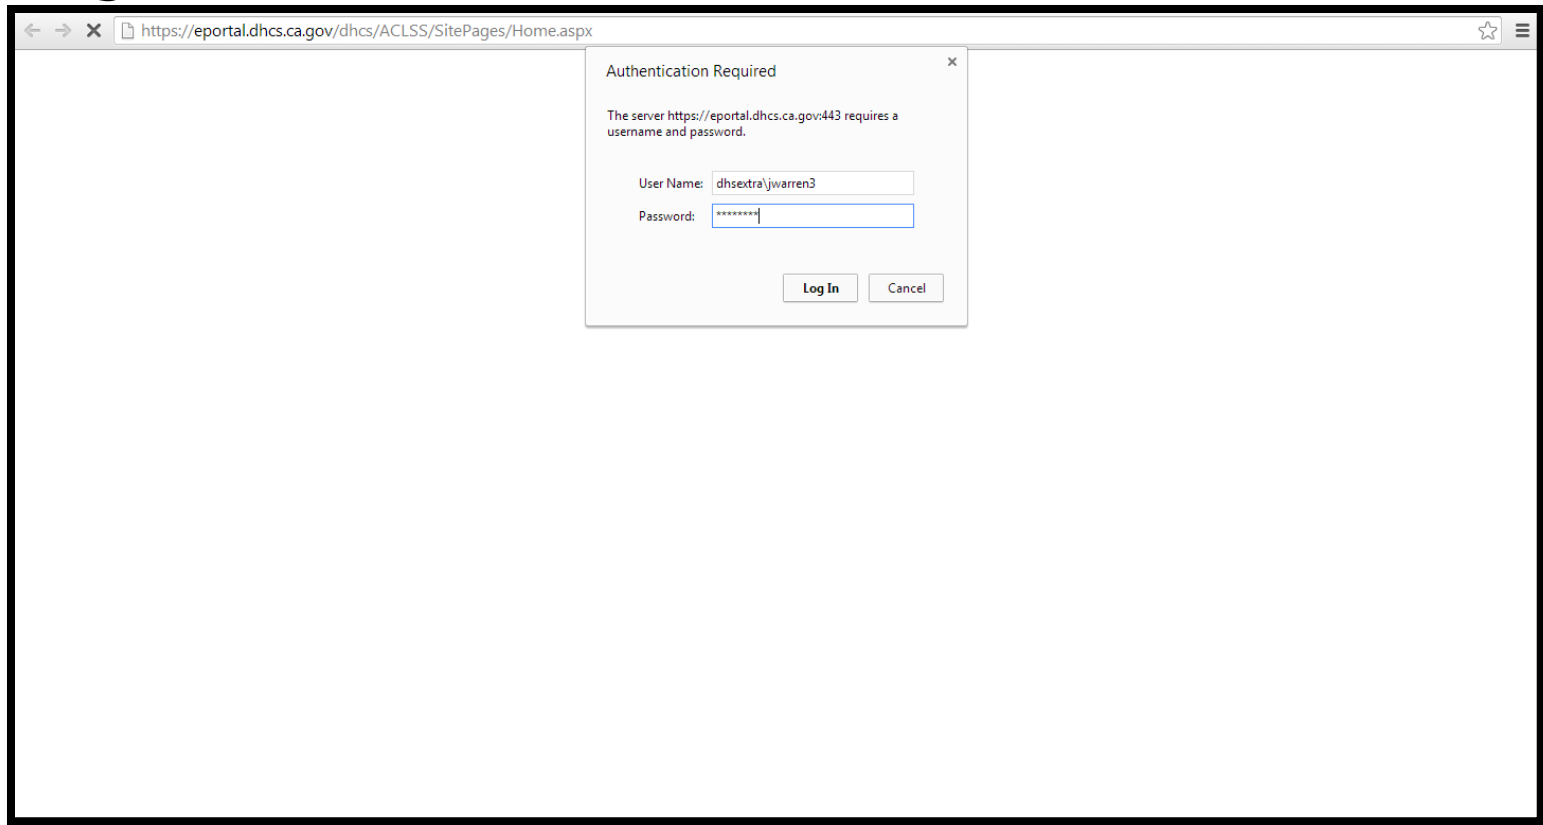 https://eportal.dhcs.ca.gov/dhcs/ACLSS/SitePages/Home.aspx
Authentication Required
The server https://eportal.dhcs.ca.gov:443 requires a
username and password.
User Name: dhsextra\jwarren3
Password: ********
Log In Cancel